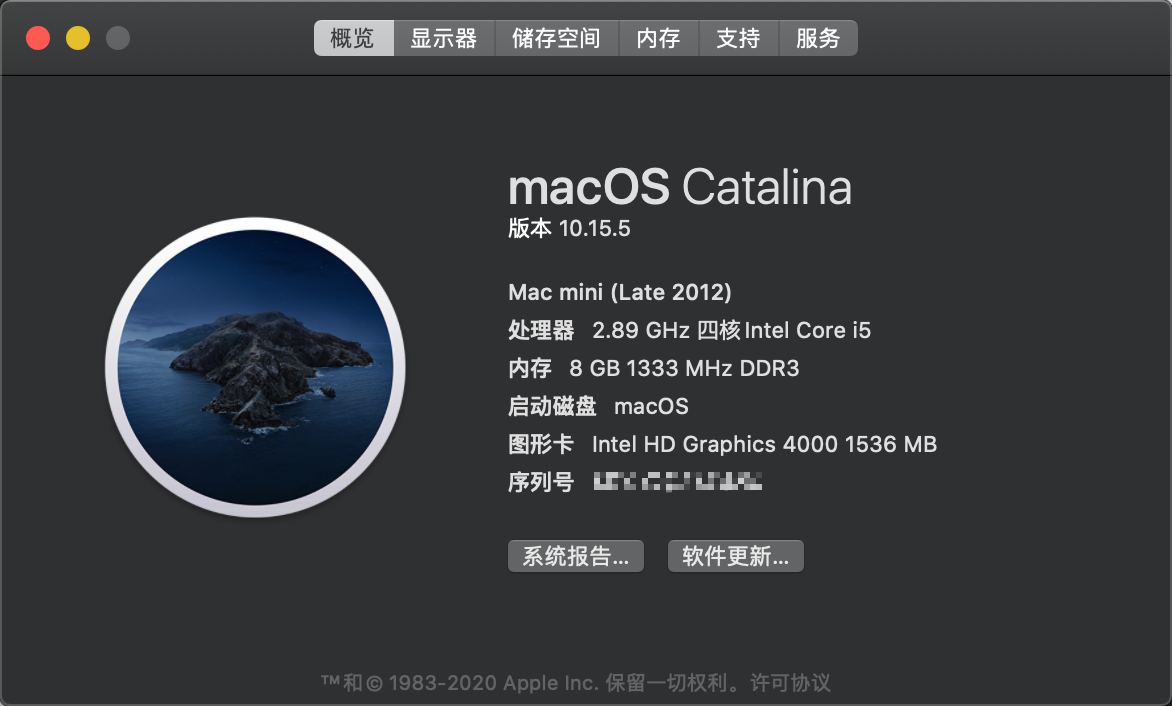 概览 显示器 储存空间 内存 支持 服务
macOS Catalina
版本 10.15.5
Mac mini (Late 2012)
处理器 2.89 GHz 四核Intel Core i5
内存 8 GB 1333 MHz DDR3
启动磁盘 macOS
图形卡 Intel HD Graphics 4000 1536 MB
序列号
系统报告... 软件更新...
™和© 1983-2020 Apple Inc. 保留一切权利。许可协议